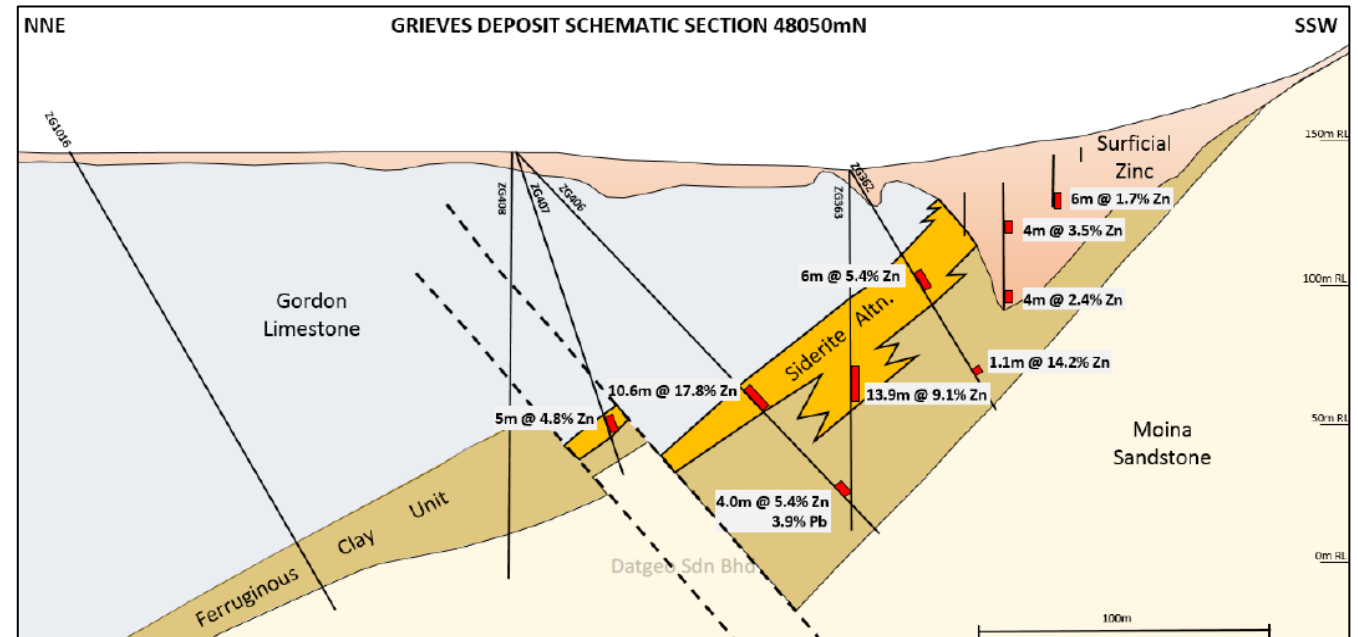 NNE
GRIEVES DEPOSIT SCHEMATIC SECTION 48050mN
SSW
ZG1016
ZG408
ZG407
ZG406
ZG363
ZG362
150m RL
Surficial
Zinc
6m @ 1.7% Zn
4m @ 3.5% Zn
6m @ 5.4% Zn
100m RL
4m @ 2.4% Zn
Gordon
Limestone
Siderite Altn.
1.1m @ 14.2% Zn
10.6m @ 17.8% Zn
13.9m @ 9.1% Zn
5m @ 4.8% Zn
50m RL
Moina
Sandstone
4.0m @ 5.4% Zn
3.9% Pb
Ferruginous Clay Unit
0m RL
Datgeo Sdn Bhd
100m